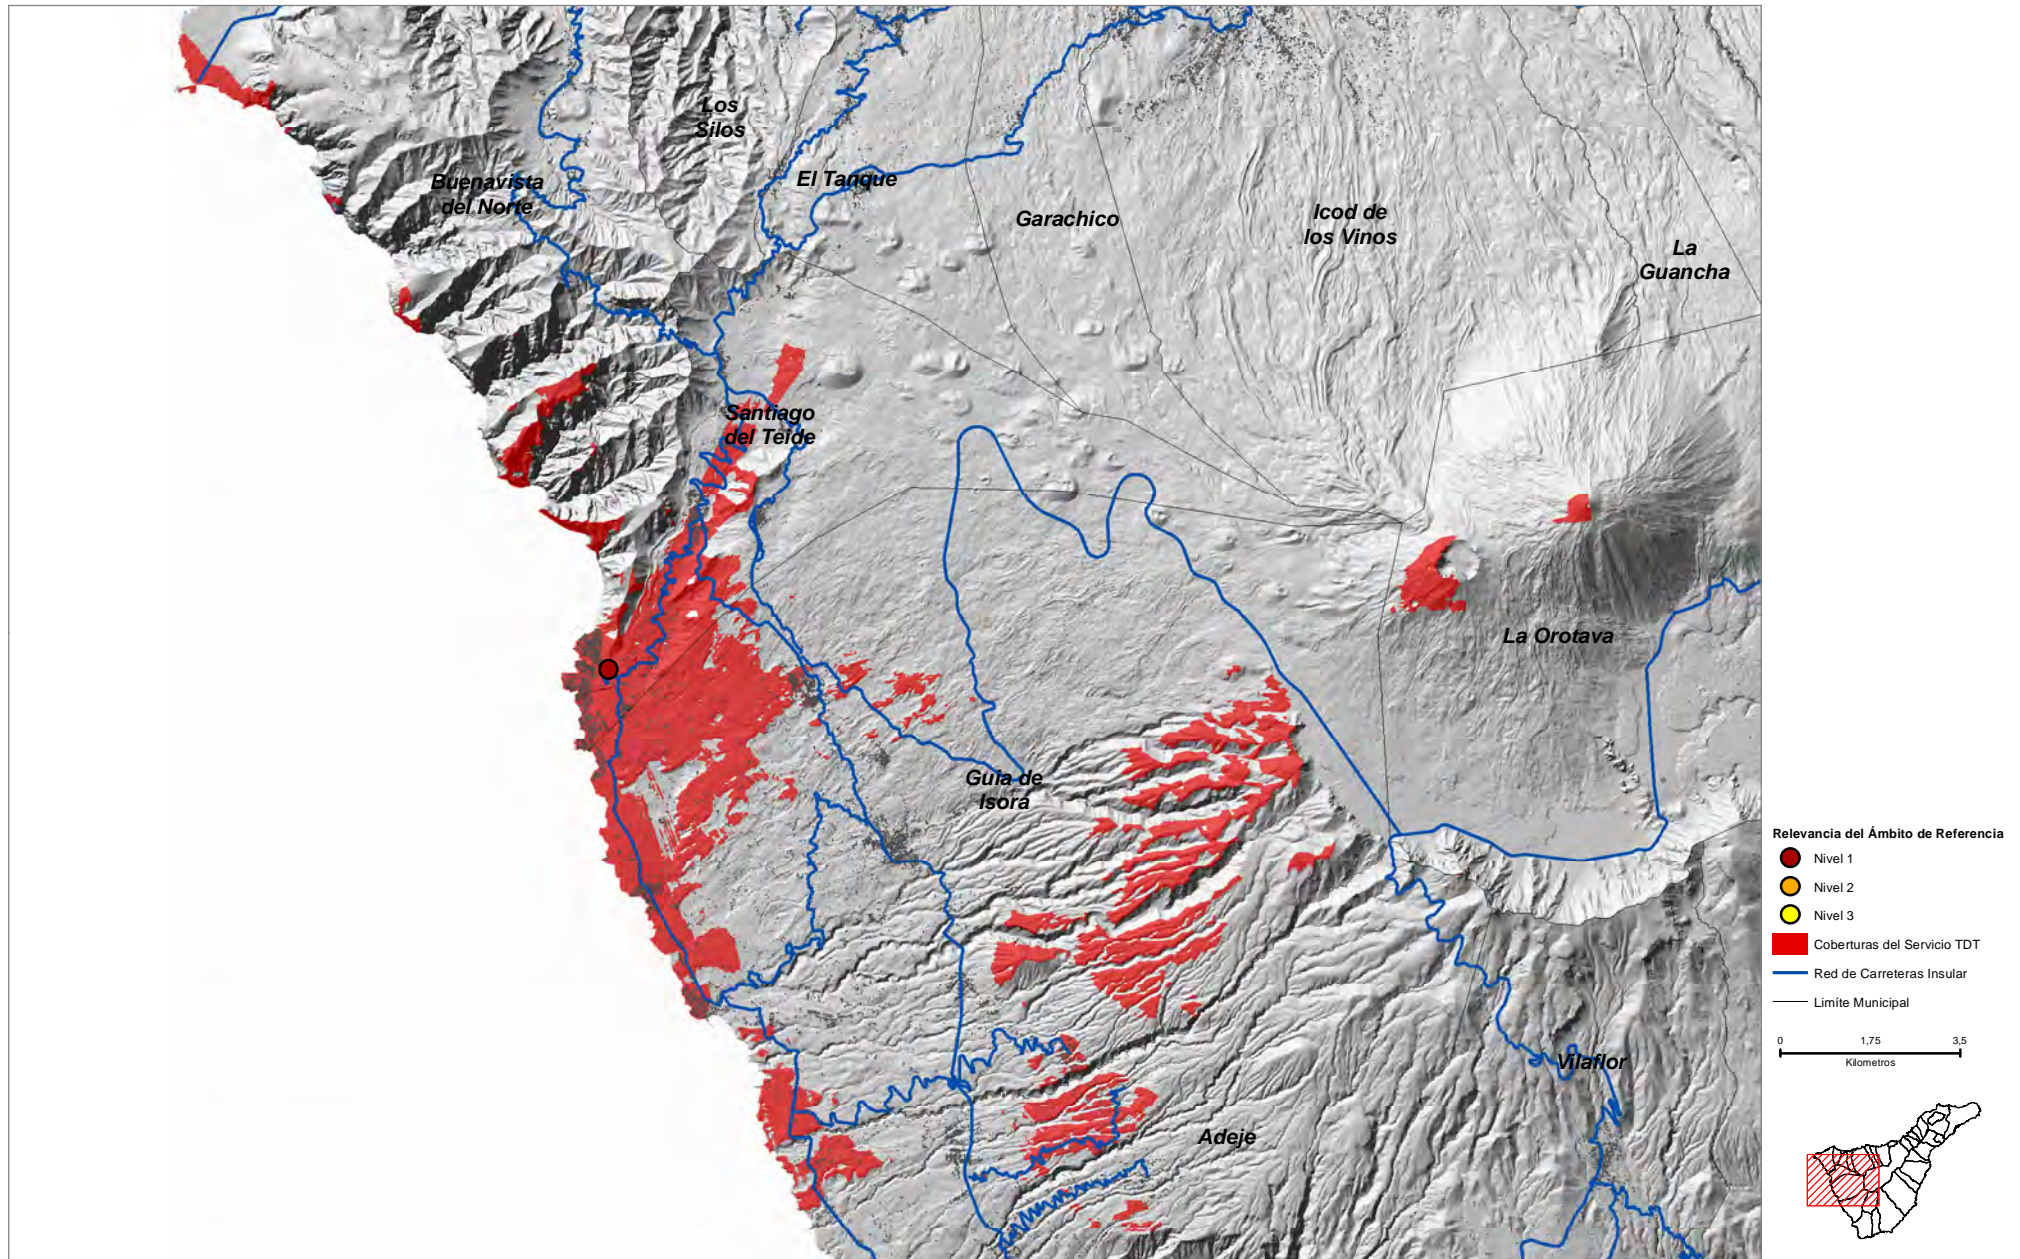 Los
Silos
Buenavista
del Norte
El Tanque
Garachico
Icod de
los Vinos
La
Guancha
Santiago
del Teide
La Orotava
Guia de
Isora
Vilaflor
Adeje
Relevancia del Ámbito de Referencia
Nivel 1
Nivel 2
Nivel 3
Coberturas del Servicio TDT
Red de Carreteras Insular
Limíte Municipal
0 1,75 3,5
Kilometros